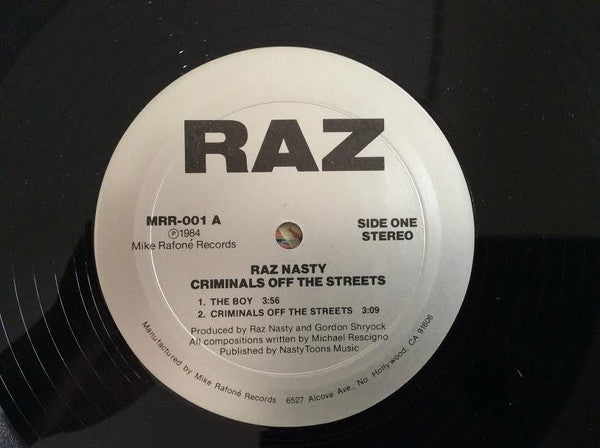 RAZ
MRR-001 A
℗1984
Mike Rafoné Records
SIDE ONE
STEREO
RAZ NASTY
CRIMINALS OFF THE STREETS
1. THE BOY 3:56
2. CRIMINALS OFF THE STREETS 3:09
Produced by Raz Nasty and Gordon Shryock
All compositions written by Michael Rescigno
Published by NastyToons Music
Manufactured by Mike Rafoné Records 6527 Alcove Ave., No. Hollywood, CA 91606